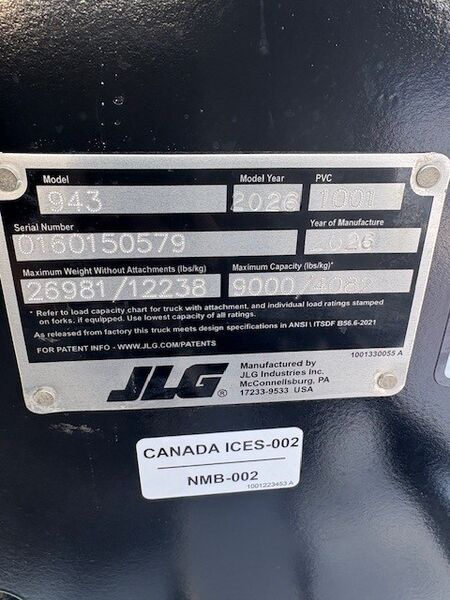 Model Model Year PVC
943 2026 1001
Serial Number Year of Manufacture
0160150579 2026
Maximum Weight Without Attachments (lbs/kg) Maximum Capacity (lbs/kg)*
26981/12238 9000/408
* Refer to load capacity chart for truck with attachment, and individual load ratings stamped
on forks, if equipped. Use lowest capacity of all ratings.
As released from factory this truck meets design specifications in ANSI \ ITSDF B56.6-2021
FOR PATENT INFO - WWW.JLG.COM/PATENTS
1001330055 A
JLG®
Manufactured by
JLG Industries Inc.
McConnellsburg, PA
17233-9533 USA
CANADA ICES-002
NMB-002
1001223453 A